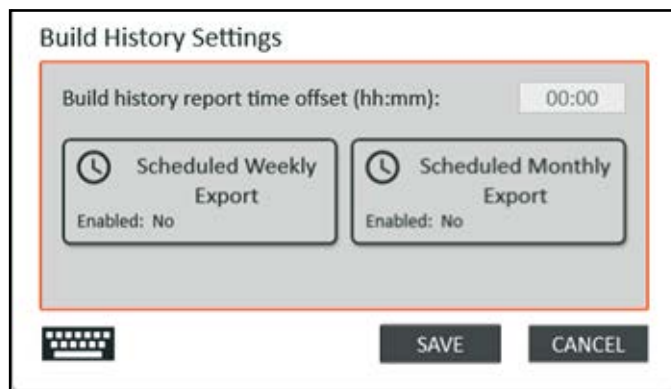 Build History Settings
Build history report time offset (hh:mm): 00:00
Scheduled Weekly
Export
Enabled: No
Scheduled Monthly
Export
Enabled: No
SAVE
CANCEL